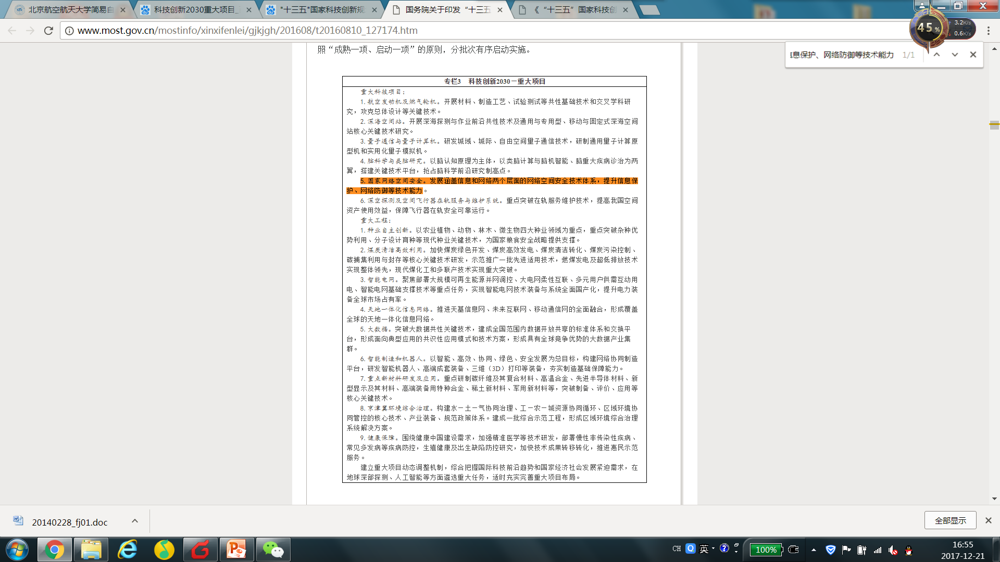 北京航空航天大学简易自
科技创新2030重大项目_
"十三五"国家科技创新规
国务院关于印发“十三五
《“十三五”国家科技创
www.most.gov.cn/mostinfo/xinxifenlei/gjkjgh/201608/t20160810_127174.htm
45%
3.2K/s
0.6K/s
息保护、网络防御等技术能力 1/1
照“成熟一项、启动一项”的原则，分批次有序启动实施。
专栏3 科技创新2030－重大项目
重大科技项目：
1.航空发动机及燃气轮机。开展材料、制造工艺、试验测试等共性基础技术和交叉学科研
究，攻克总体设计等关键技术。
2.深海空间站。开展深海探测与作业前沿共性技术及通用与专用型、移动与固定式深海空间
站核心关键技术研究。
3.量子通信与量子计算机。研发城域、城际、自由空间量子通信技术，研制通用量子计算原
型机和实用化量子模拟机。
4.脑科学与类脑研究。以脑认知原理为主体，以类脑计算与脑机智能、脑重大疾病诊治为两
翼，搭建关键技术平台，抢占脑科学前沿研究制高点。
5.国家网络空间安全。发展涵盖信息和网络两个层面的网络空间安全技术体系，提升信息保
护、网络防御等技术能力。
6.深空探测及空间飞行器在轨服务与维护系统。重点突破在轨服务维护技术，提高我国空间
资产使用效益，保障飞行器在轨安全可靠运行。
重大工程：
1.种业自主创新。以农业植物、动物、林木、微生物四大种业领域为重点，重点突破杂种优
势利用、分子设计育种等现代种业关键技术，为国家粮食安全战略提供支撑。
2.煤炭清洁高效利用。加快煤炭绿色开发、煤炭高效发电、煤炭清洁转化、煤炭污染控制、
碳捕集利用与封存等核心关键技术研发，示范推广一批先进适用技术，燃煤发电及超低排放技术
实现整体领先，现代煤化工和多联产技术实现重大突破。
3.智能电网。聚焦部署大规模可再生能源并网调控、大电网柔性互联、多元用户供需互动用
电、智能电网基础支撑技术等重点任务，实现智能电网技术装备与系统全面国产化，提升电力装
备全球市场占有率。
4.天地一体化信息网络。推进天基信息网、未来互联网、移动通信网的全面融合，形成覆盖
全球的天地一体化信息网络。
5.大数据。突破大数据共性关键技术，建成全国范围内数据开放共享的标准体系和交换平
台，形成面向典型应用的共识性应用模式和技术方案，形成具有全球竞争优势的大数据产业集
群。
6.智能制造和机器人。以智能、高效、协同、绿色、安全发展为总目标，构建网络协同制造
平台，研发智能机器人、高端成套装备、三维（3D）打印等装备，夯实制造基础保障能力。
7.重点新材料研发及应用。重点研制碳纤维及其复合材料、高温合金、先进半导体材料、新
型显示及其材料、高端装备用特种合金、稀土新材料、军用新材料等，突破制备、评价、应用等
核心关键技术。
8.京津冀环境综合治理。构建水－土－气协同治理、工－农－城资源协同循环、区域环境协
同管控的核心技术、产业装备、规范政策体系。建成一批综合示范工程，形成区域环境综合治理
系统解决方案。
9.健康保障。围绕健康中国建设需求，加强精准医学等技术研发，部署慢性非传染性疾病、
常见多发病等疾病防控，生殖健康及出生缺陷防控研究，加快技术成果转移转化，推进惠民示范
服务。
建立重大项目动态调整机制，综合把握国际科技前沿趋势和国家经济社会发展紧迫需求，在
地球深部探测、人工智能等方面遴选重大任务，适时充实完善重大项目布局。
20140228_fj01.doc
全部显示
CH
英
100%
16:55
2017-12-21